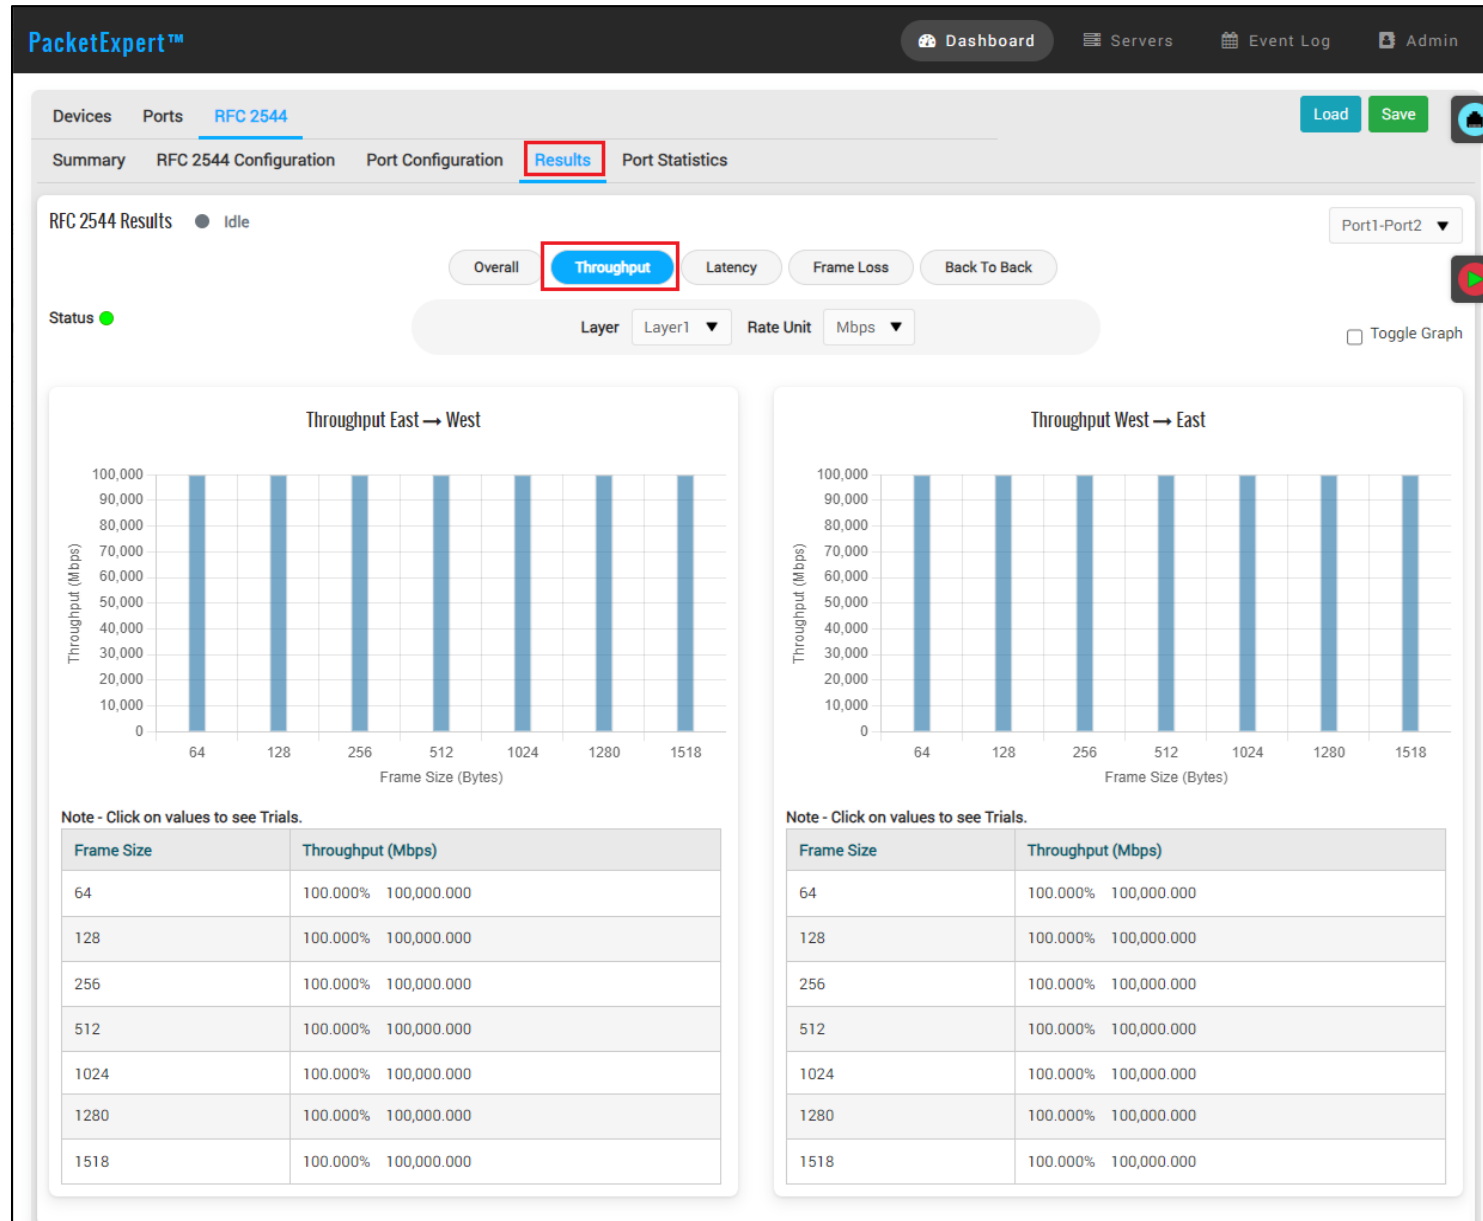 PacketExpert™ Dashboard Servers Event Log Admin
Devices Ports RFC 2544 Load Save
Summary RFC 2544 Configuration Port Configuration Results Port Statistics
RFC 2544 Results Idle Port1-Port2
Overall Throughput Latency Frame Loss Back To Back
Status Layer Layer1 Rate Unit Mbps Toggle Graph
Throughput East → West
100,000
90,000
80,000
70,000
60,000
50,000
40,000
30,000
20,000
10,000
0
Throughput (Mbps)
64 128 256 512 1024 1280 1518
Frame Size (Bytes)
Note - Click on values to see Trials.
Frame Size Throughput (Mbps)
64 100.000% 100,000.000
128 100.000% 100,000.000
256 100.000% 100,000.000
512 100.000% 100,000.000
1024 100.000% 100,000.000
1280 100.000% 100,000.000
1518 100.000% 100,000.000
Throughput West → East
100,000
90,000
80,000
70,000
60,000
50,000
40,000
30,000
20,000
10,000
0
Throughput (Mbps)
64 128 256 512 1024 1280 1518
Frame Size (Bytes)
Note - Click on values to see Trials.
Frame Size Throughput (Mbps)
64 100.000% 100,000.000
128 100.000% 100,000.000
256 100.000% 100,000.000
512 100.000% 100,000.000
1024 100.000% 100,000.000
1280 100.000% 100,000.000
1518 100.000% 100,000.000